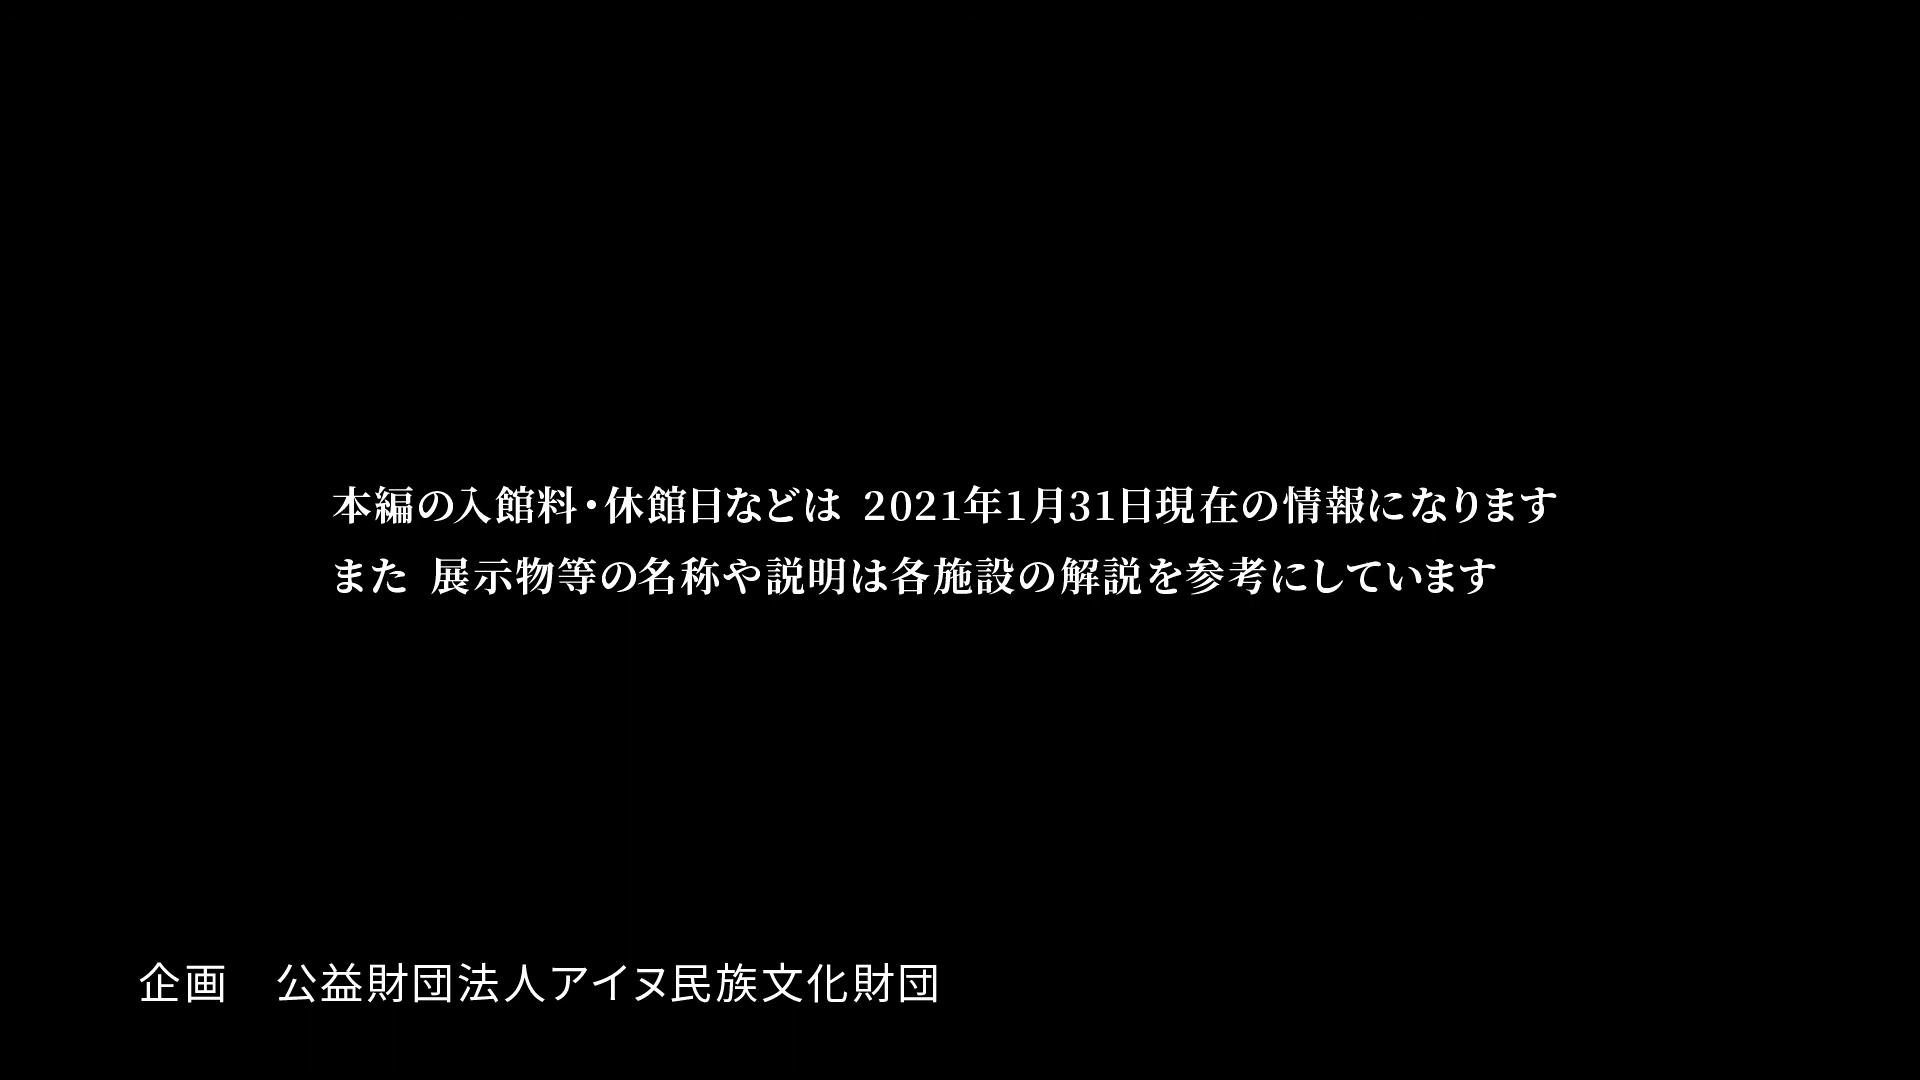 本編の入館料・休館日などは 2021年1月31日現在の情報になります
また 展示物等の名称や説明は各施設の解説を参考にしています
企画　公益財団法人アイヌ民族文化財団